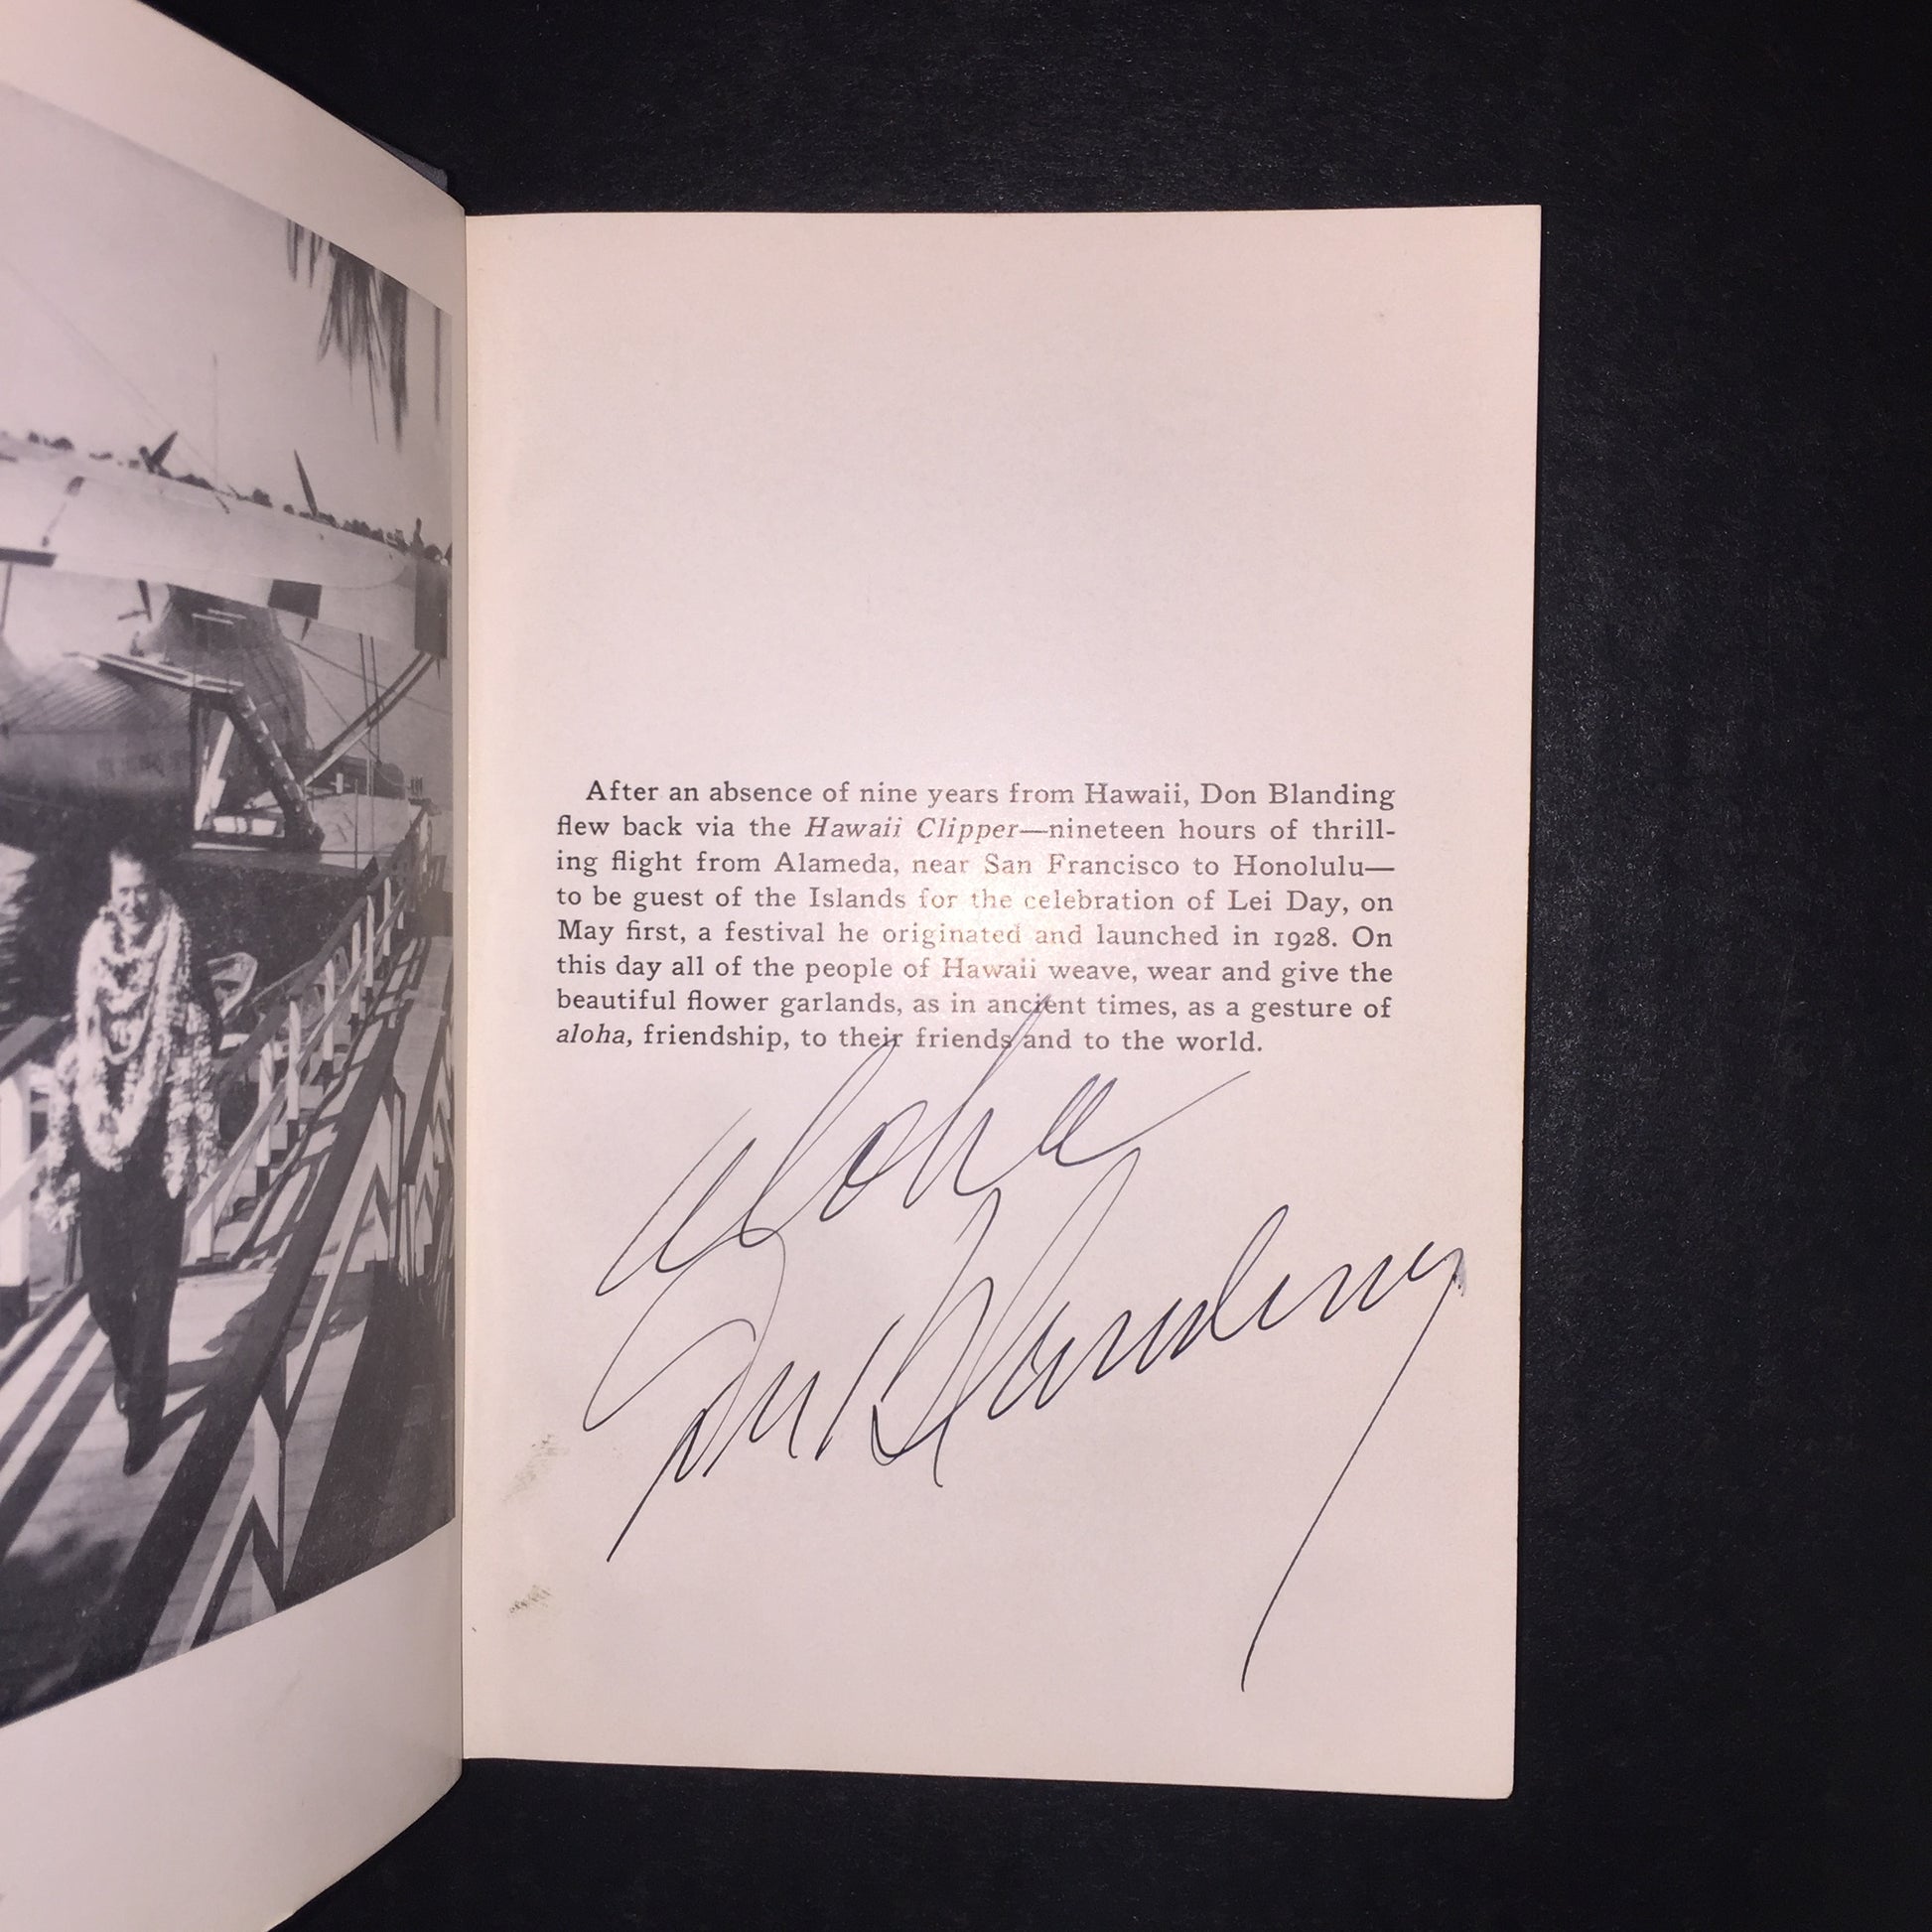 After an absence of nine years from Hawaii, Don Blanding
flew back via the Hawaii Clipper—nineteen hours of thrill-
ing flight from Alameda, near San Francisco to Honolulu—
to be guest of the Islands for the celebration of Lei Day, on
May first, a festival he originated and launched in 1928. On
this day all of the people of Hawaii weave, wear and give the
beautiful flower garlands, as in ancient times, as a gesture of
aloha, friendship, to their friends and to the world.
Aloha
Don Blanding